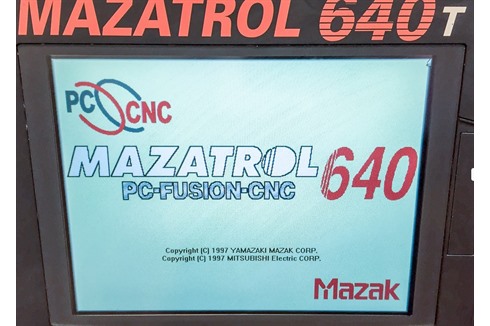 MAZATROL 640T
PC CNC
MAZATROL 640
PC-FUSION-CNC
Copyright (C) 1997 YAMAZAKI MAZAK CORP.
Copyright (C) 1997 MITSUBISHI Electric CORP.
Mazak